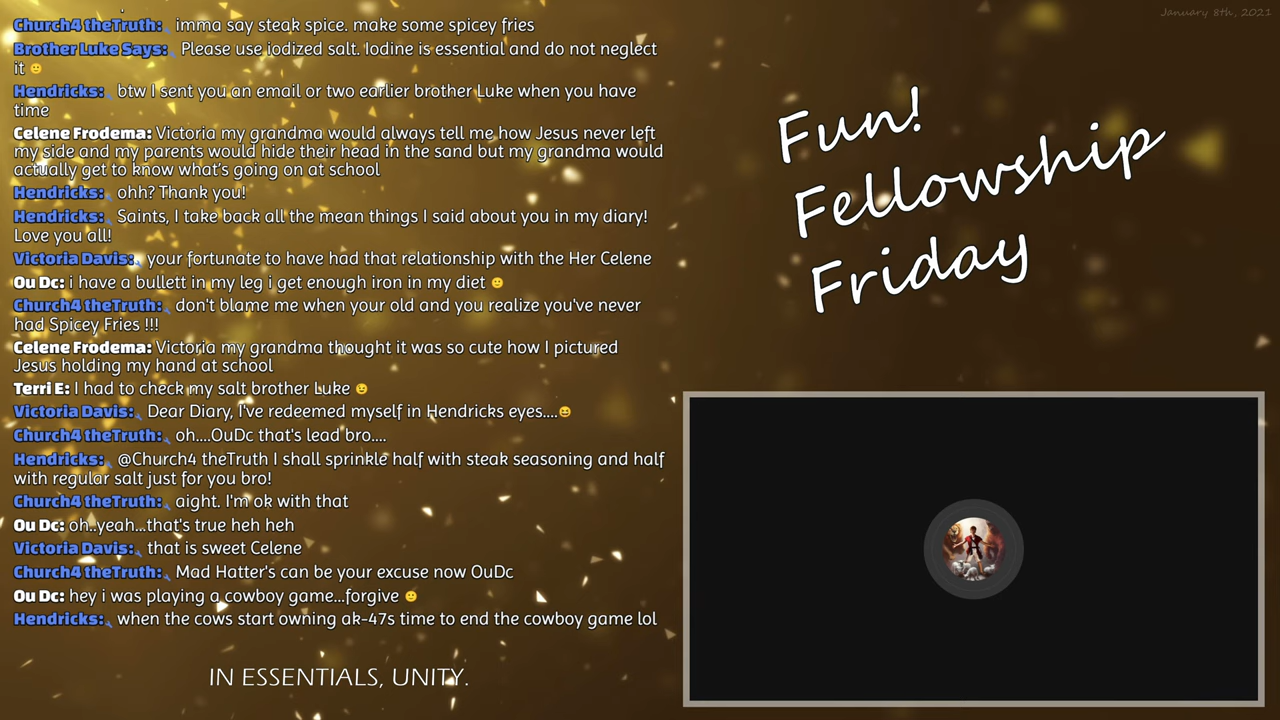 Church4 theTruth: imma say steak spice. make some spicey fries
Brother Luke Says: Please use iodized salt. Iodine is essential and do not neglect
it 🙂
Hendricks: btw I sent you an email or two earlier brother Luke when you have
time
Celene Frodema: Victoria my grandma would always tell me how Jesus never left
my side and my parents would hide their head in the sand but my grandma would
actually get to know what's going on at school
Hendricks: ohh? Thank you!
Hendricks: Saints, I take back all the mean things I said about you in my diary!
Love you all!
Victoria Davis: your fortunate to have had that relationship with the Her Celene
Ou Dc: i have a bullett in my leg i get enough iron in my diet 🙂
Church4 theTruth: don't blame me when your old and you realize you've never
had Spicey Fries !!!
Celene Frodema: Victoria my grandma thought it was so cute how I pictured
Jesus holding my hand at school
Terri E: I had to check my salt brother Luke 😉
Victoria Davis: Dear Diary, I've redeemed myself in Hendricks eyes....😆
Church4 theTruth: oh....OuDc that's lead bro....
Hendricks: @Church4 theTruth I shall sprinkle half with steak seasoning and half
with regular salt just for you bro!
Church4 theTruth: aight. I'm ok with that
Ou Dc: oh..yeah...that's true heh heh
Victoria Davis: that is sweet Celene
Church4 theTruth: Mad Hatter's can be your excuse now OuDc
Ou Dc: hey i was playing a cowboy game...forgive 🙂
Hendricks: when the cows start owning ak-47s time to end the cowboy game lol
IN ESSENTIALS, UNITY.
January 8th, 2021
Fun!
Fellowship
Friday